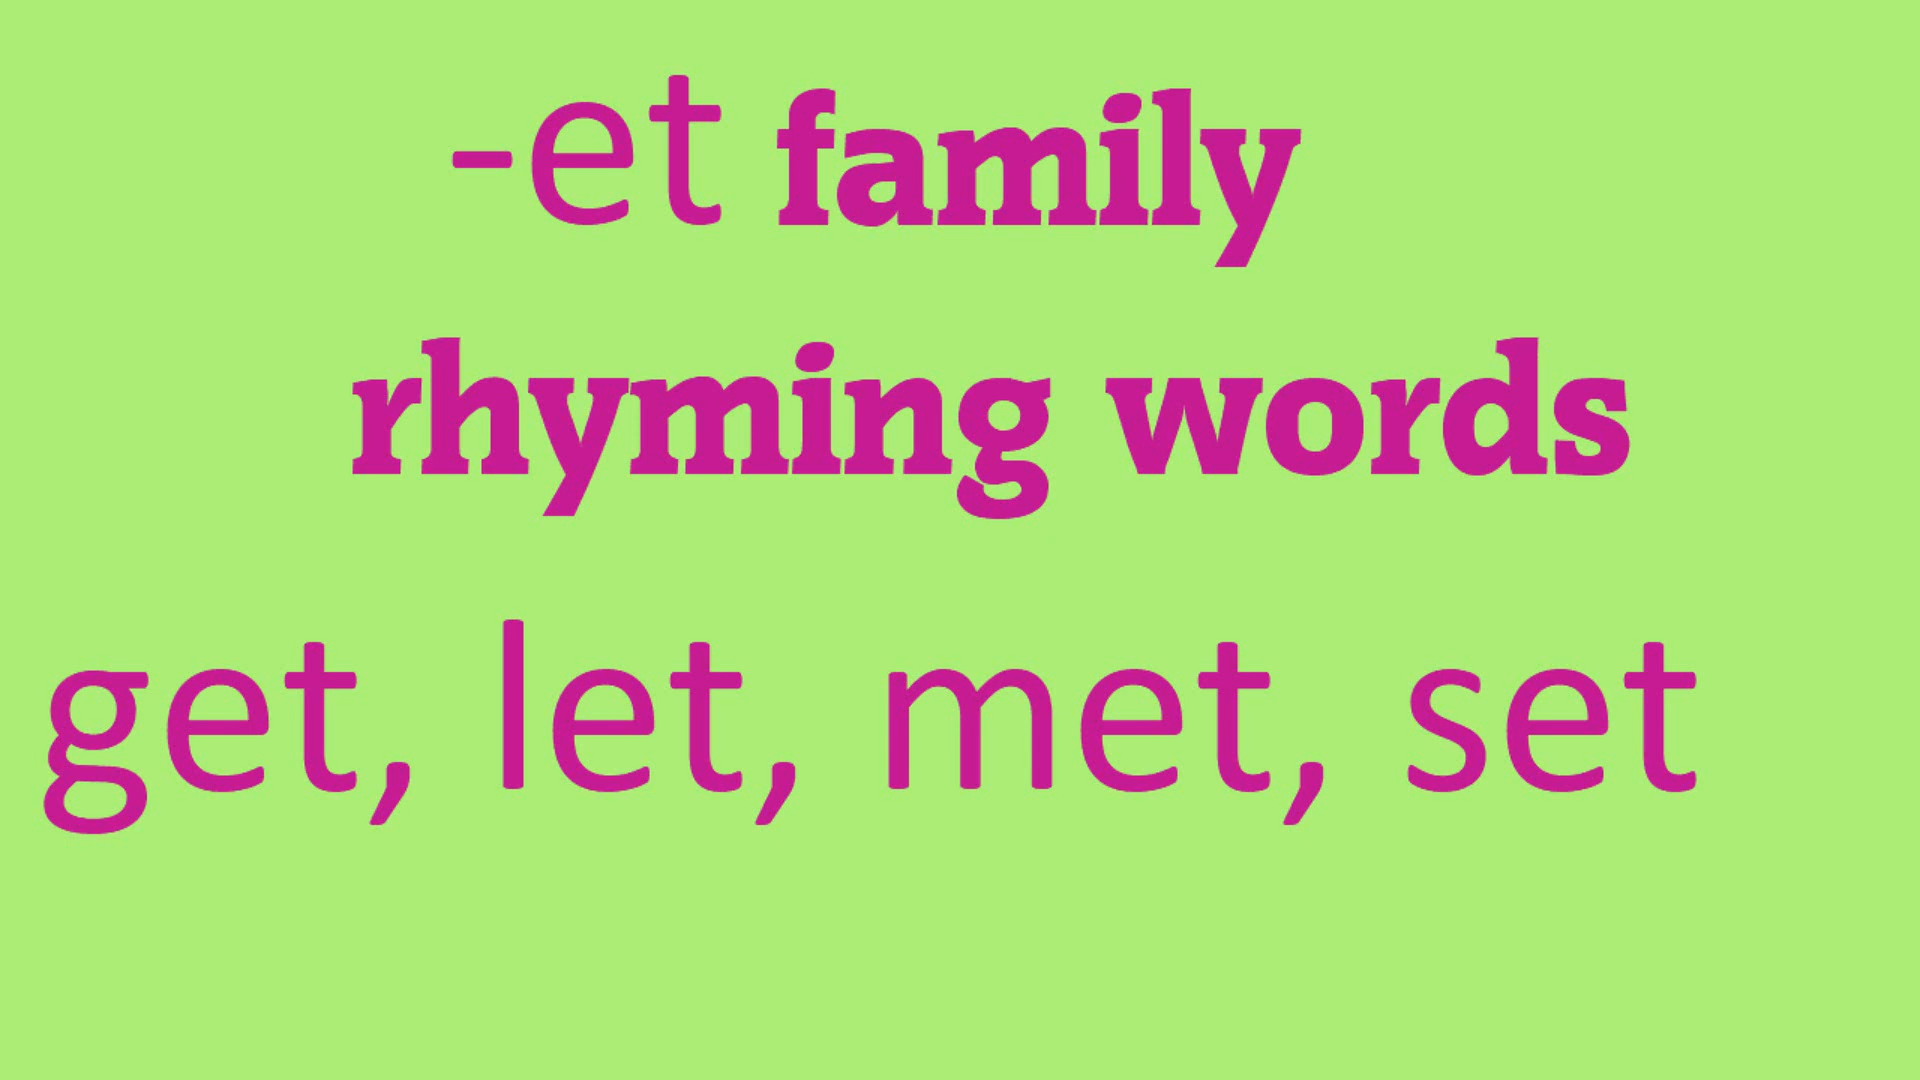 -et family
rhyming words
get, let, met, set